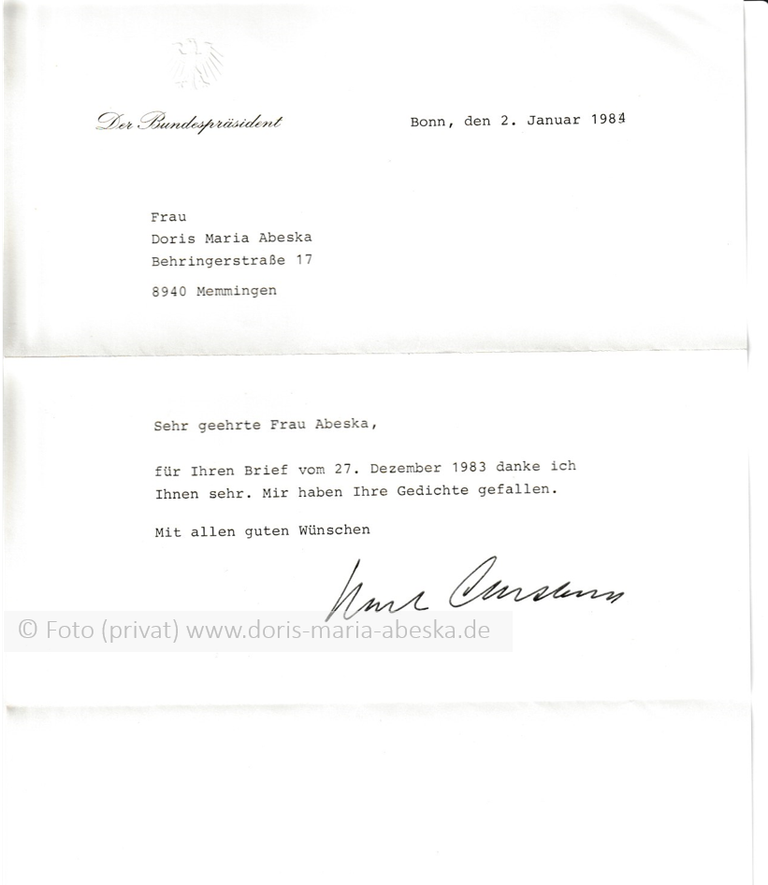 Der Bundespräsident
Bonn, den 2. Januar 1984
Frau
Doris Maria Abeska
Behringerstraße 17
8940 Memmingen
Sehr geehrte Frau Abeska,
für Ihren Brief vom 27. Dezember 1983 danke ich
Ihnen sehr. Mir haben Ihre Gedichte gefallen.
Mit allen guten Wünschen
Karl Carstens
© Foto (privat) www.doris-maria-abeska.de